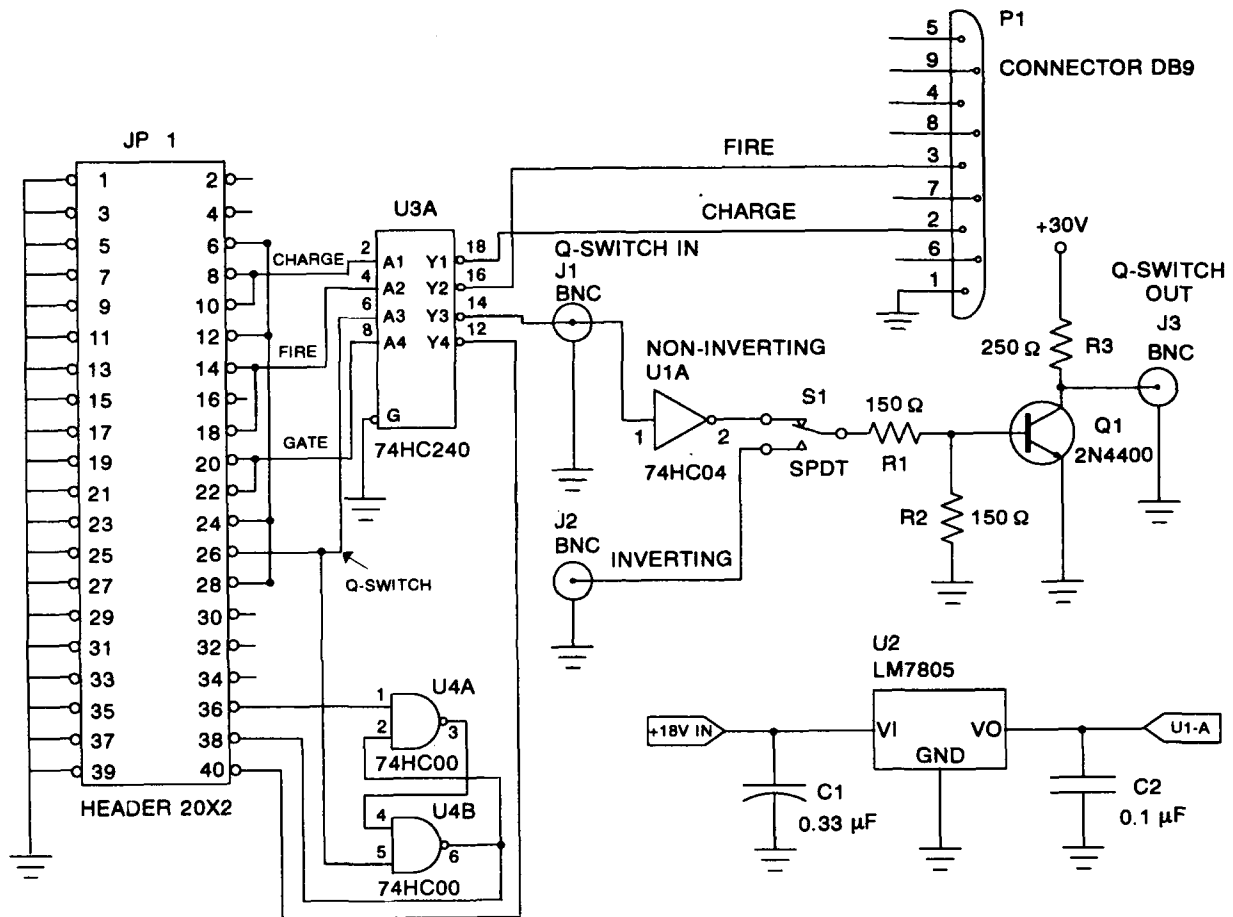 P1
CONNECTOR DB9
5
9
4
8
3
7
2
6
1
FIRE
CHARGE
JP 1
1 2
3 4
5 6
7 8
9 10
11 12
13 14
15 16
17 18
19 20
21 22
23 24
25 26
27 28
29 30
31 32
33 34
35 36
37 38
39 40
HEADER 20X2
CHARGE
FIRE
GATE
Q-SWITCH
U3A
2 A1 Y1 18
4 A2 Y2 16
6 A3 Y3 14
8 A4 Y4 12
G
74HC240
Q-SWITCH IN
J1
BNC
NON-INVERTING
U1A
1 2
74HC04
S1
SPDT
150 Ω
R1
R2 150 Ω
+30V
250 Ω R3
Q-SWITCH
OUT
J3
BNC
Q1
2N4400
J2
BNC
INVERTING
U4A
1
2
3
74HC00
U4B
4
5
6
74HC00
U2
LM7805
+18V IN
VI VO
GND
U1-A
C1
0.33 µF
C2
0.1 µF